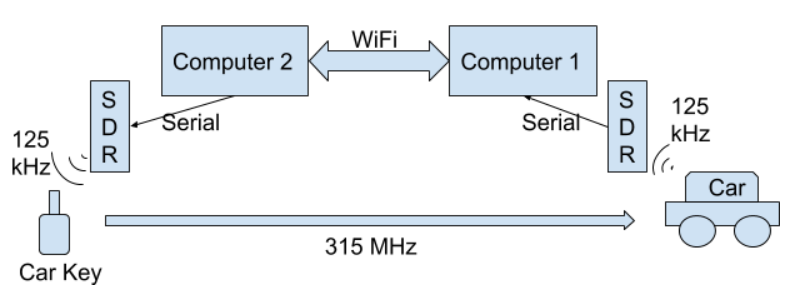 WiFi
Computer 2
Computer 1
S
D
R
Serial
Serial
S
D
R
125
kHz
125
kHz
Car
315 MHz
Car Key